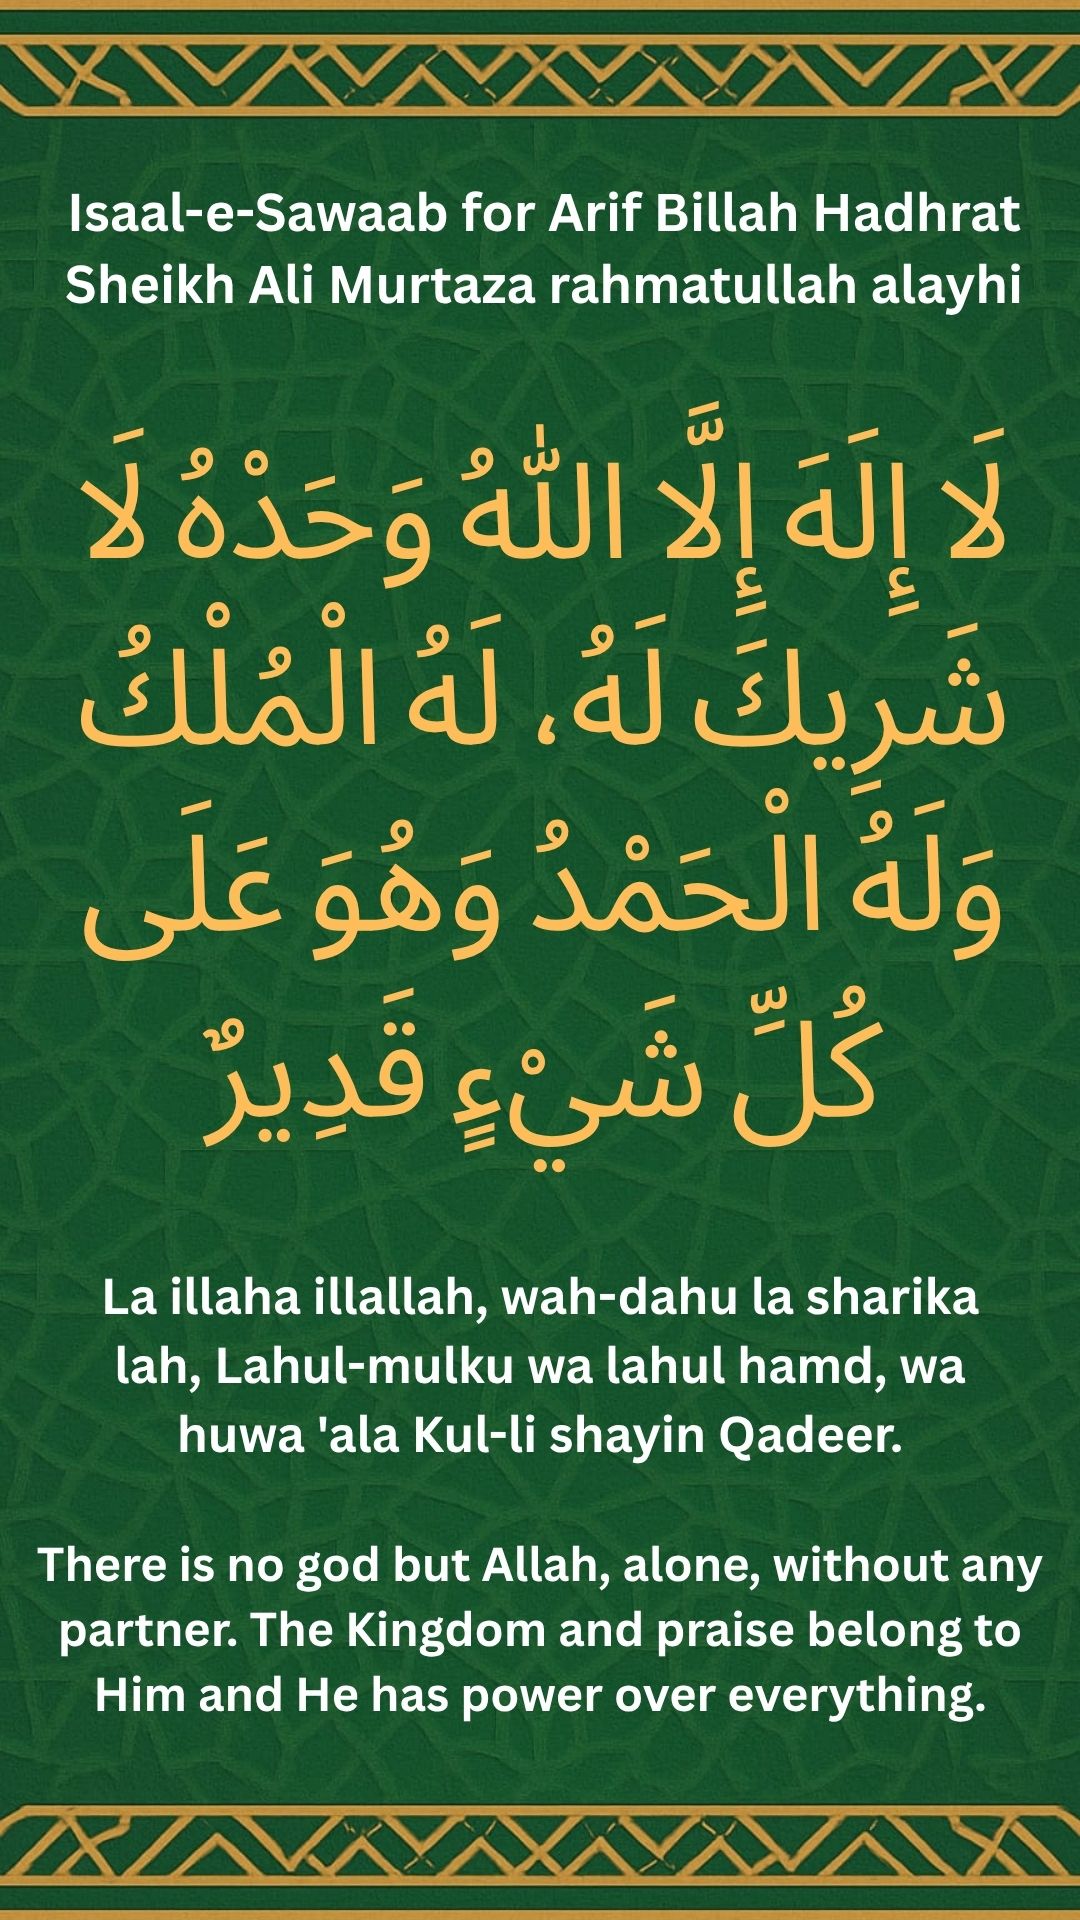 Isaal-e-Sawaab for Arif Billah Hadhrat
Sheikh Ali Murtaza rahmatullah alayhi
لَا إِلَهَ إِلَّا اللّٰهُ وَحَدْهُ لَا
شَرِيكَ لَهُ، لَهُ الْمُلْكُ
وَلَهُ الْحَمْدُ وَهُوَ عَلَى
كُلِّ شَيْءٍ قَدِيرٌ
La illaha illallah, wah-dahu la sharika
lah, Lahul-mulku wa lahul hamd, wa
huwa 'ala Kul-li shayin Qadeer.
There is no god but Allah, alone, without any
partner. The Kingdom and praise belong to
Him and He has power over everything.